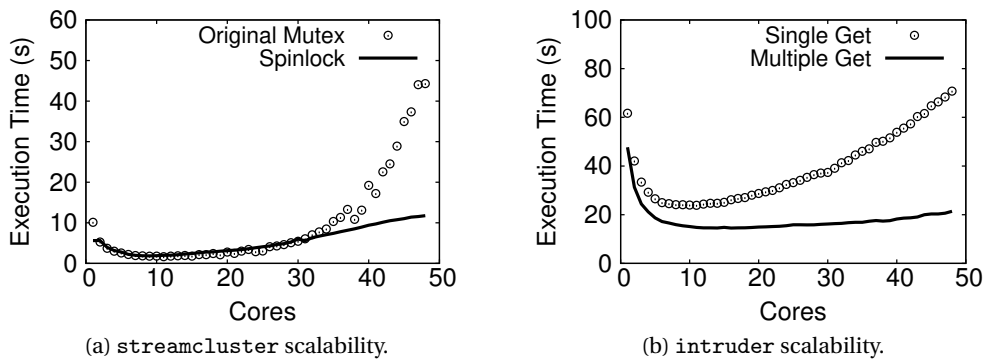 60
50
40
30
20
10
0
0 10 20 30 40 50
Execution Time (s)
Cores
Original Mutex
Spinlock
(a) streamcluster scalability.
100
80
60
40
20
0
0 10 20 30 40 50
Execution Time (s)
Cores
Single Get
Multiple Get
(b) intruder scalability.